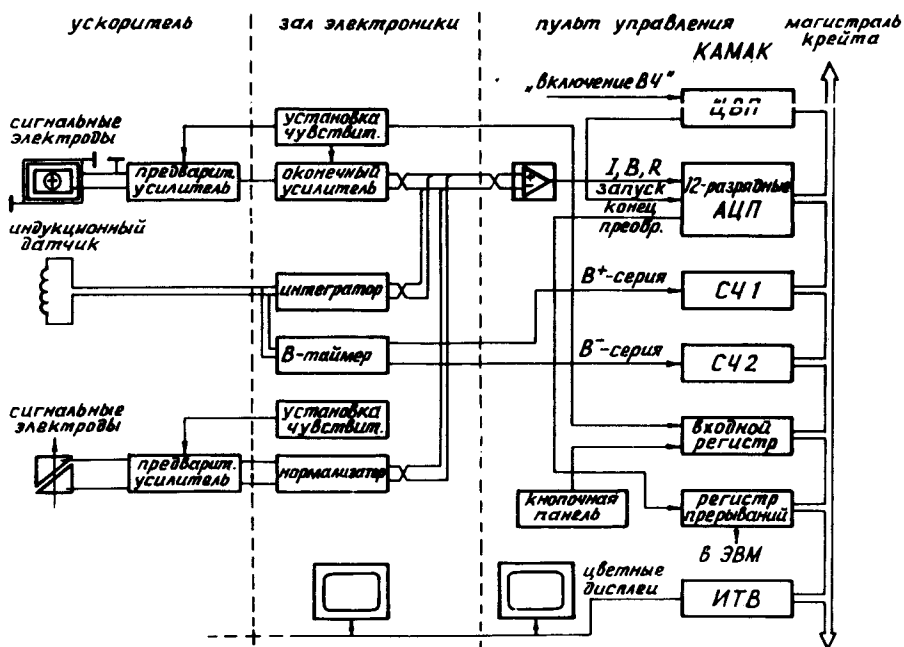 ускоритель
зал электроники
пульт управления
КАМАК
магистраль
крейта
„включение ВЧ"
ЦВП
сигнальные
электроды
установка
чувствит.
предварит.
усилитель
оконечный
усилитель
I, B, R
запуск
конец
преобр.
12-разрядные
АЦП
индукционный
датчик
интегратор
В⁺-серия
СЧ1
В-таймер
В⁻-серия
СЧ2
сигнальные
электроды
установка
чувствит.
предварит.
усилитель
нормализатор
входной
регистр
кнопочная
панель
регистр
прерываний
в ЭВМ
цветные
дисплеи
ИТВ